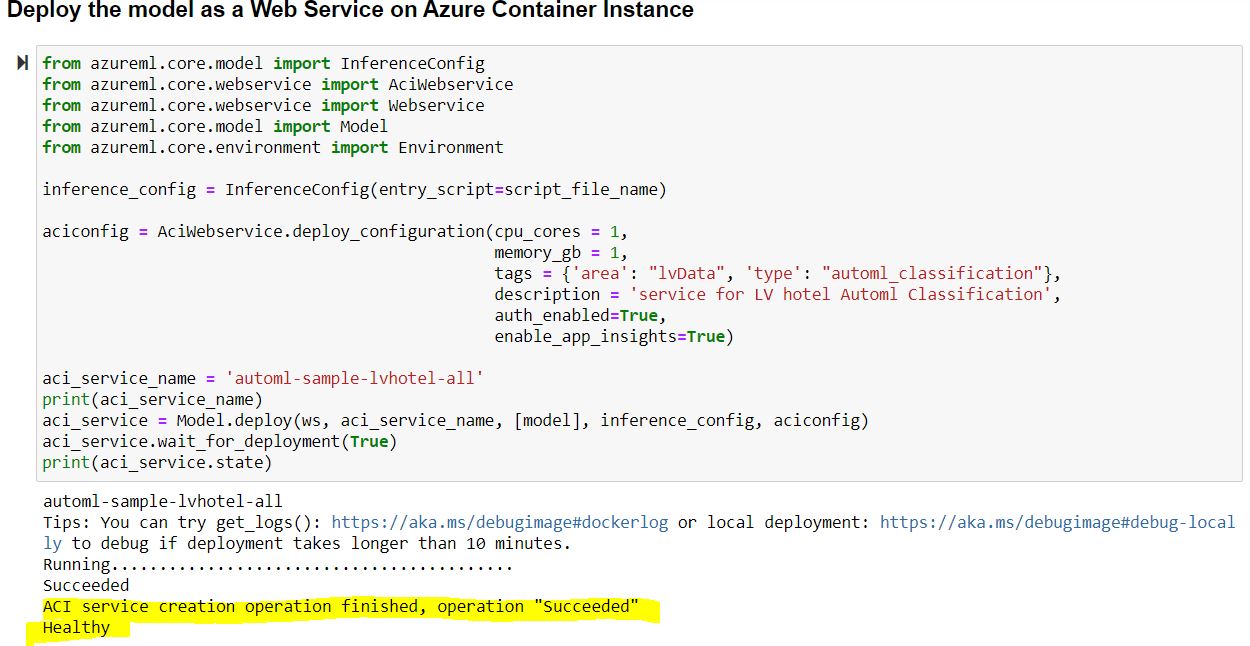 Deploy the model as a Web Service on Azure Container Instance
from azureml.core.model import InferenceConfig
from azureml.core.webservice import AciWebservice
from azureml.core.webservice import Webservice
from azureml.core.model import Model
from azureml.core.environment import Environment
inference_config = InferenceConfig(entry_script=script_file_name)
aciconfig = AciWebservice.deploy_configuration(cpu_cores = 1,
memory_gb = 1,
tags = {'area': "lvData", 'type': "automl_classification"},
description = 'service for LV hotel Automl Classification',
auth_enabled=True,
enable_app_insights=True)
aci_service_name = 'automl-sample-lvhotel-all'
print(aci_service_name)
aci_service = Model.deploy(ws, aci_service_name, [model], inference_config, aciconfig)
aci_service.wait_for_deployment(True)
print(aci_service.state)
automl-sample-lvhotel-all
Tips: You can try get_logs(): https://aka.ms/debugimage#dockerlog or local deployment: https://aka.ms/debugimage#debug-local
ly to debug if deployment takes longer than 10 minutes.
Running..........................................
Succeeded
ACI service creation operation finished, operation "Succeeded"
Healthy